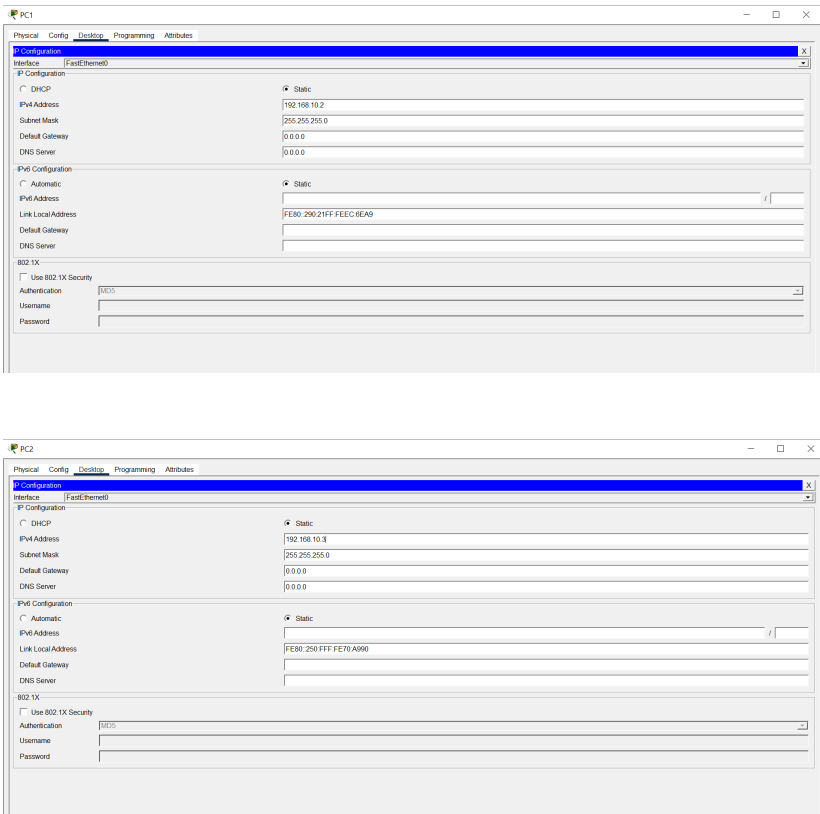 PC1
Physical Config Desktop Programming Attributes
IP Configuration X
Interface FastEthernet0
IP Configuration
DHCP Static
IPv4 Address 192.168.10.2
Subnet Mask 255.255.255.0
Default Gateway 0.0.0.0
DNS Server 0.0.0.0
IPv6 Configuration
Automatic Static
IPv6 Address /
Link Local Address FE80::290:21FF:FEEC:6EA9
Default Gateway
DNS Server
802.1X
Use 802.1X Security
Authentication MD5
Username
Password
PC2
Physical Config Desktop Programming Attributes
IP Configuration X
Interface FastEthernet0
IP Configuration
DHCP Static
IPv4 Address 192.168.10.3
Subnet Mask 255.255.255.0
Default Gateway 0.0.0.0
DNS Server 0.0.0.0
IPv6 Configuration
Automatic Static
IPv6 Address /
Link Local Address FE80::250:FFF:FE70:A990
Default Gateway
DNS Server
802.1X
Use 802.1X Security
Authentication MD5
Username
Password